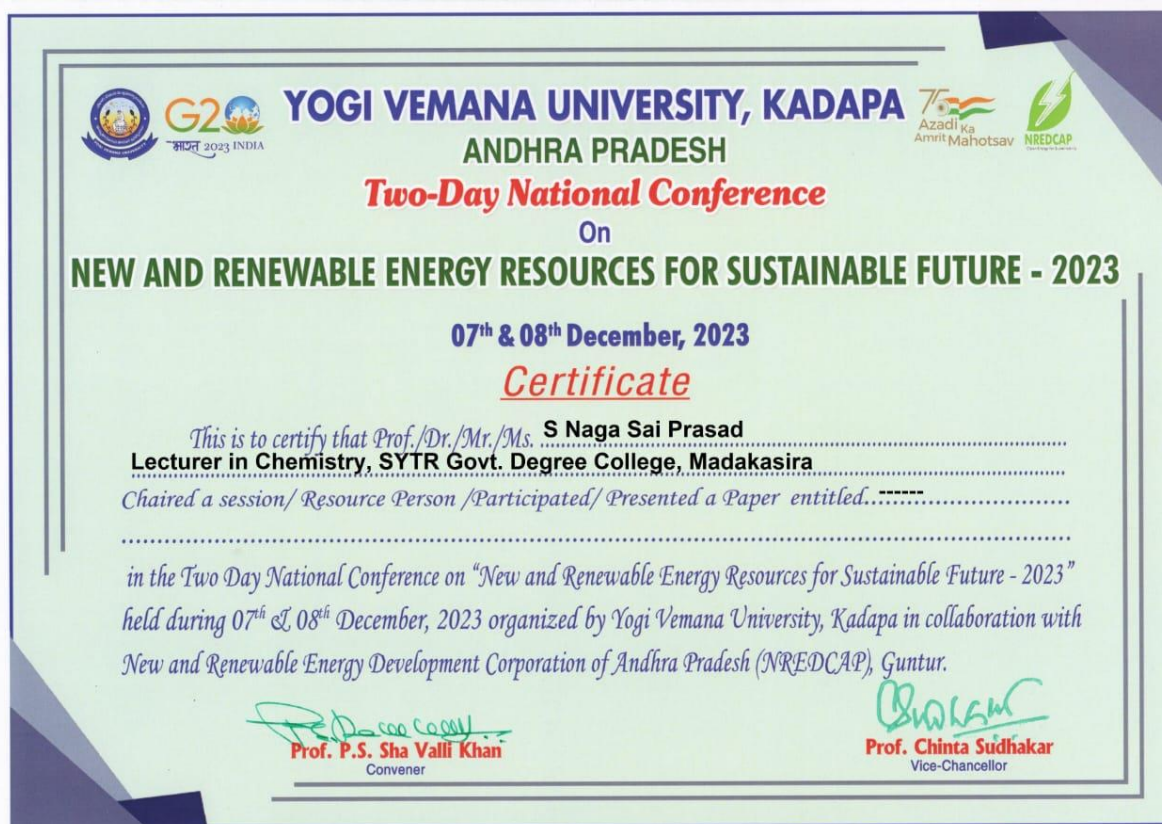 YOGI VEMANA UNIVERSITY, KADAPA
G20
भारत 2023 INDIA
75
Azadi Ka
Amrit Mahotsav
NREDCAP
ANDHRA PRADESH
Two-Day National Conference
On
NEW AND RENEWABLE ENERGY RESOURCES FOR SUSTAINABLE FUTURE - 2023
07th & 08th December, 2023
Certificate
This is to certify that Prof./Dr./Mr./Ms. S Naga Sai Prasad
Lecturer in Chemistry, SYTR Govt. Degree College, Madakasira
Chaired a session/ Resource Person /Participated/ Presented a Paper entitled..------
in the Two Day National Conference on “New and Renewable Energy Resources for Sustainable Future - 2023”
held during 07th & 08th December, 2023 organized by Yogi Vemana University, Kadapa in collaboration with
New and Renewable Energy Development Corporation of Andhra Pradesh (NREDCAP), Guntur.
Prof. P.S. Sha Valli Khan
Convener
Prof. Chinta Sudhakar
Vice-Chancellor